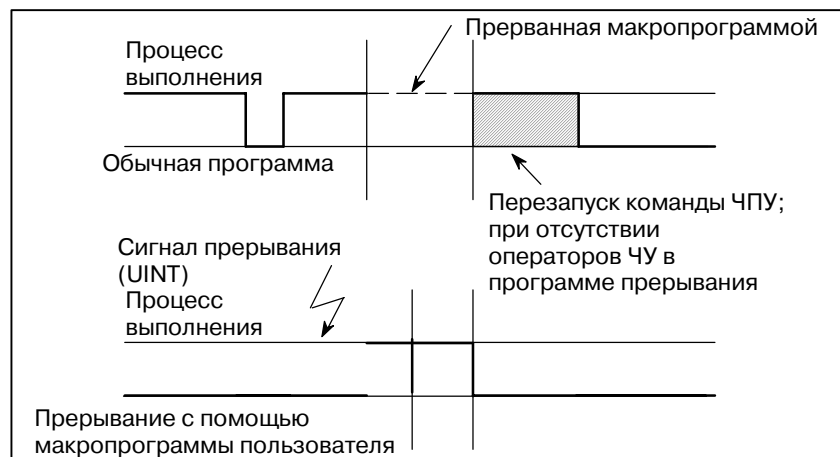 Прерванная макропрограммой
Процесс
выполнения
Обычная программа
Перезапуск команды ЧПУ;
при отсутствии
операторов ЧУ в
программе прерывания
Сигнал прерывания
(UINT)
Процесс
выполнения
Прерывание с помощью
макропрограммы пользователя